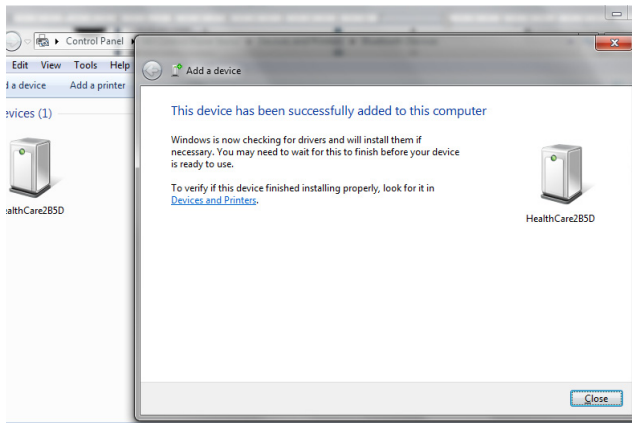 Control Panel
Edit View Tools Help
d a device Add a printer
evices (1)
ealthCare2B5D
Add a device
This device has been successfully added to this computer
Windows is now checking for drivers and will install them if
necessary. You may need to wait for this to finish before your device
is ready to use.
To verify if this device finished installing properly, look for it in
Devices and Printers.
HealthCare2B5D
Close